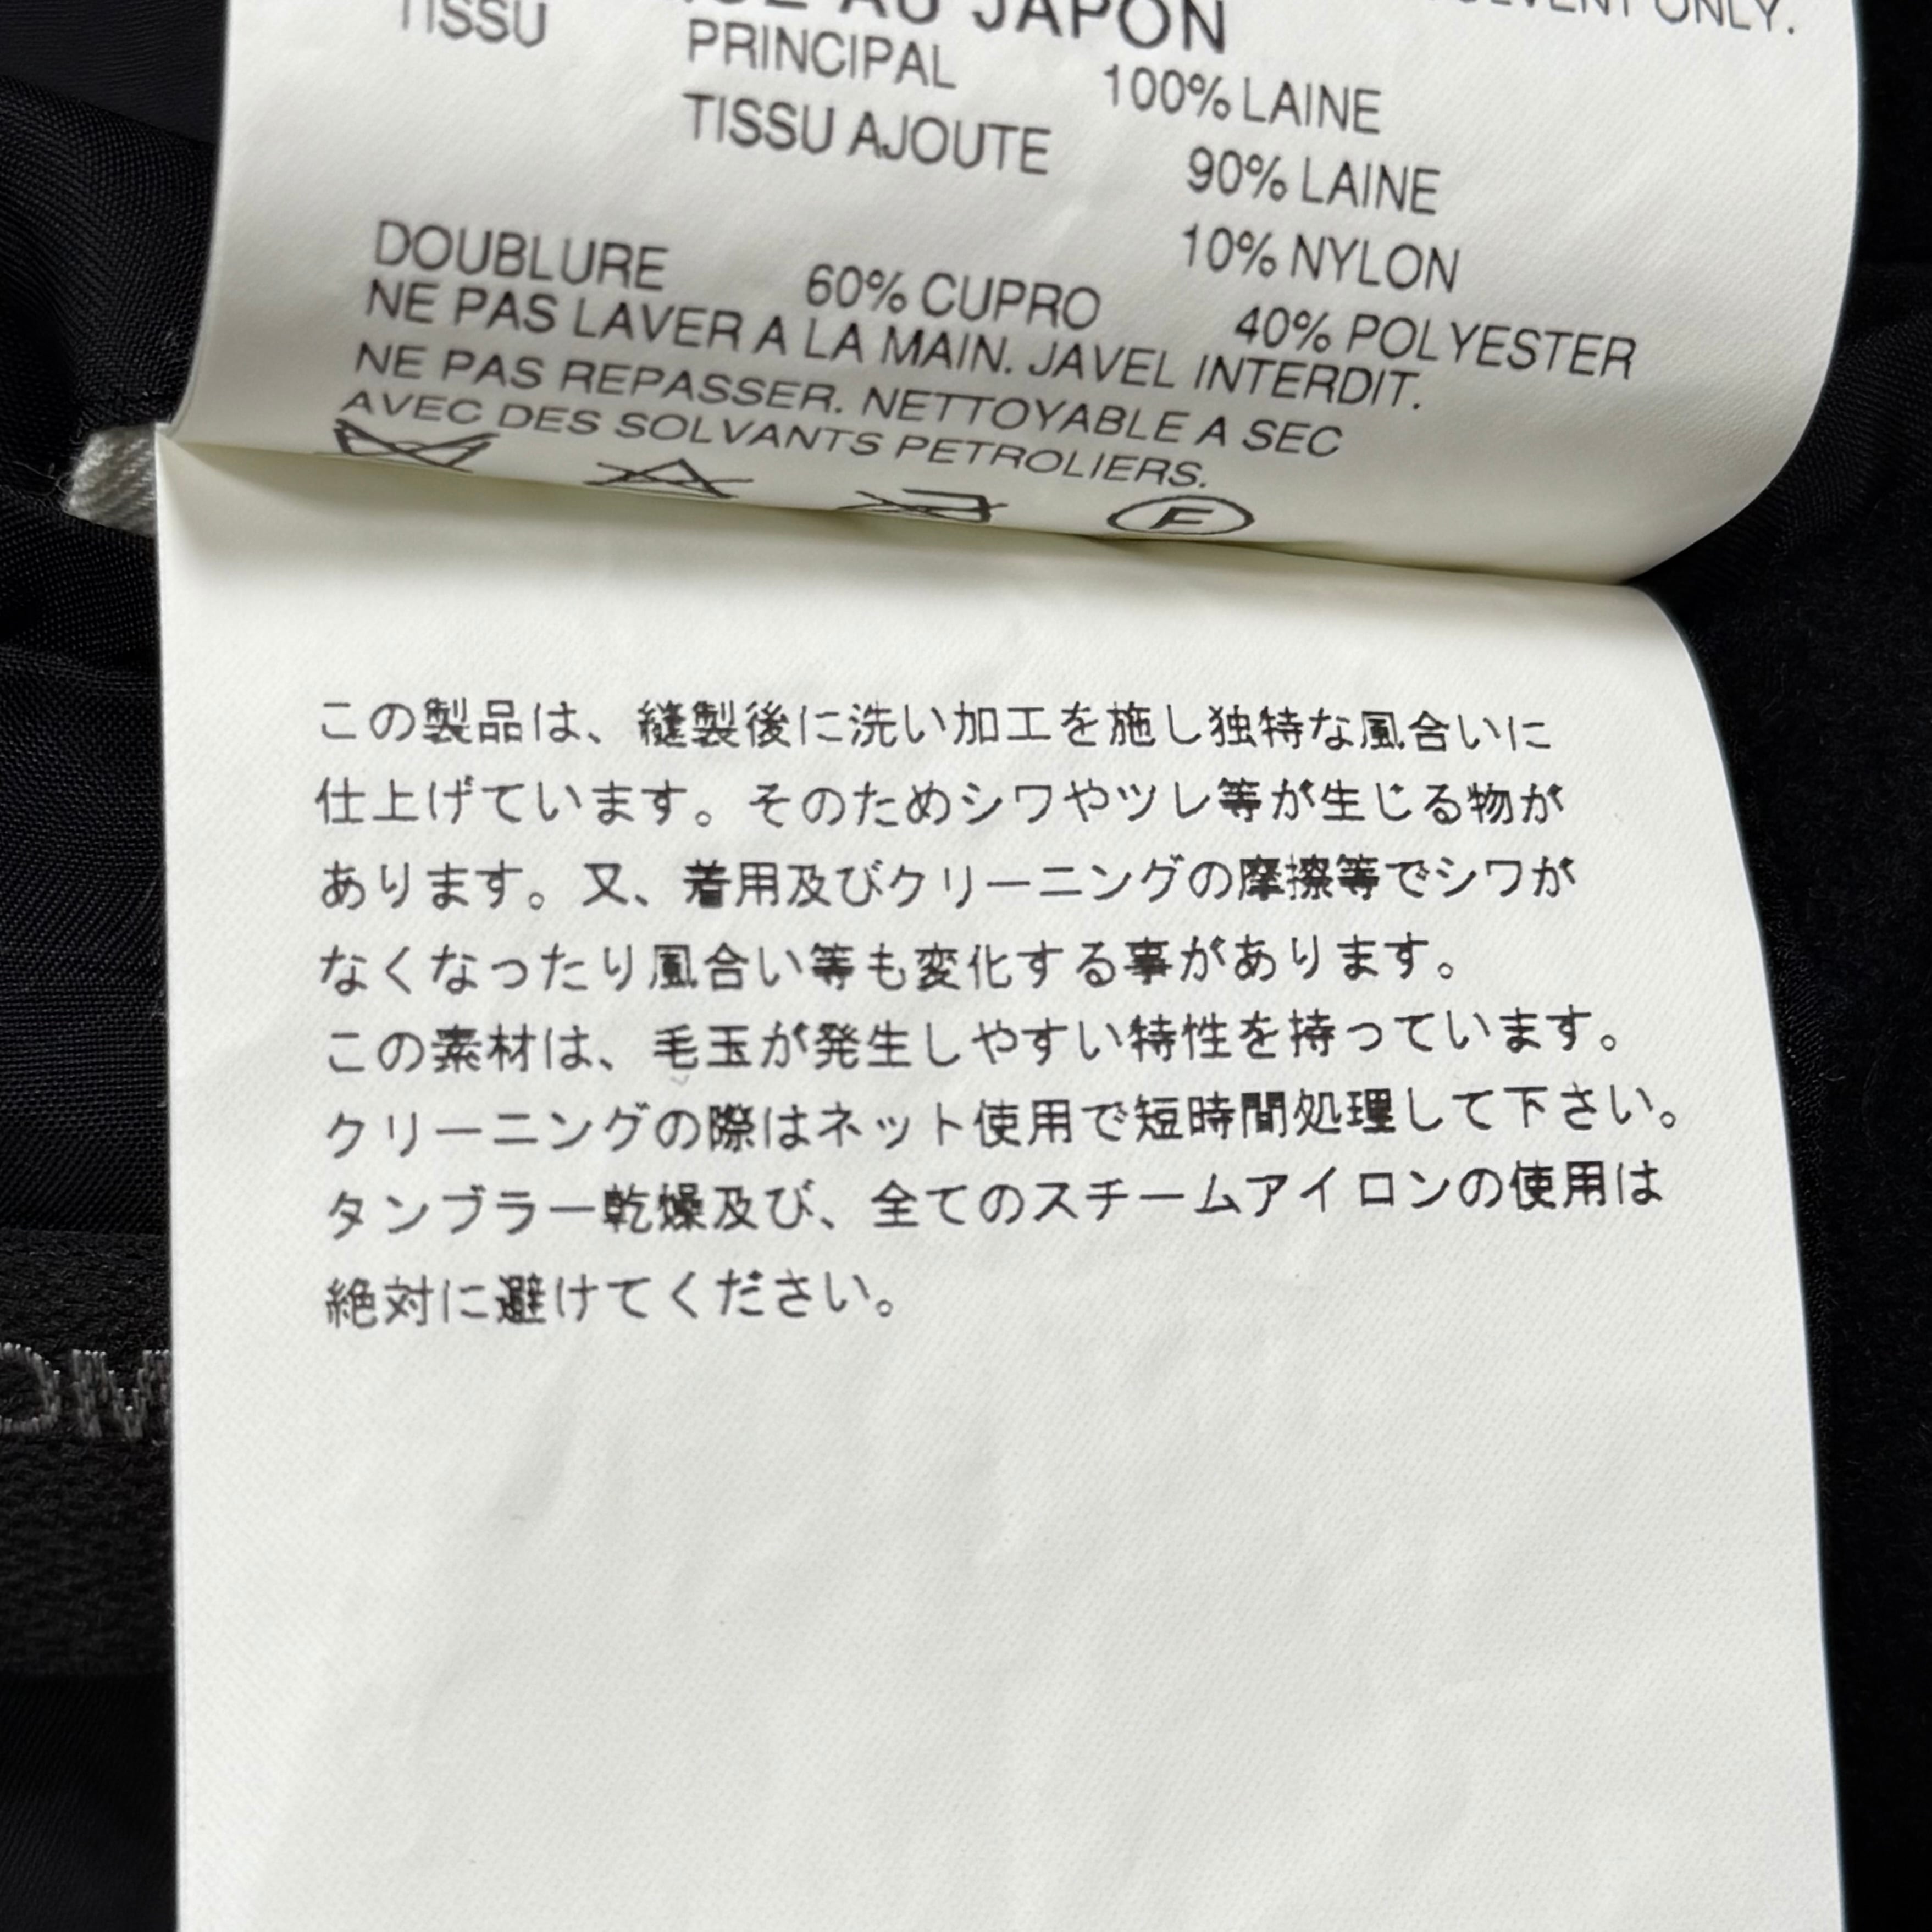 AU JAPON
ONLY.
TISSU
PRINCIPAL 100% LAINE
TISSU AJOUTE 90% LAINE
10% NYLON
DOUBLURE 60% CUPRO 40% POLYESTER
NE PAS LAVER A LA MAIN. JAVEL INTERDIT.
NE PAS REPASSER. NETTOYABLE A SEC
AVEC DES SOLVANTS PETROLIERS.
F
この製品は、縫製後に洗い加工を施し独特な風合いに
仕上げています。そのためシワやツレ等が生じる物が
あります。又、着用及びクリーニングの摩擦等でシワが
なくなったり風合い等も変化する事があります。
この素材は、毛玉が発生しやすい特性を持っています。
クリーニングの際はネット使用で短時間処理して下さい。
タンブラー乾燥及び、全てのスチームアイロンの使用は
絶対に避けてください。